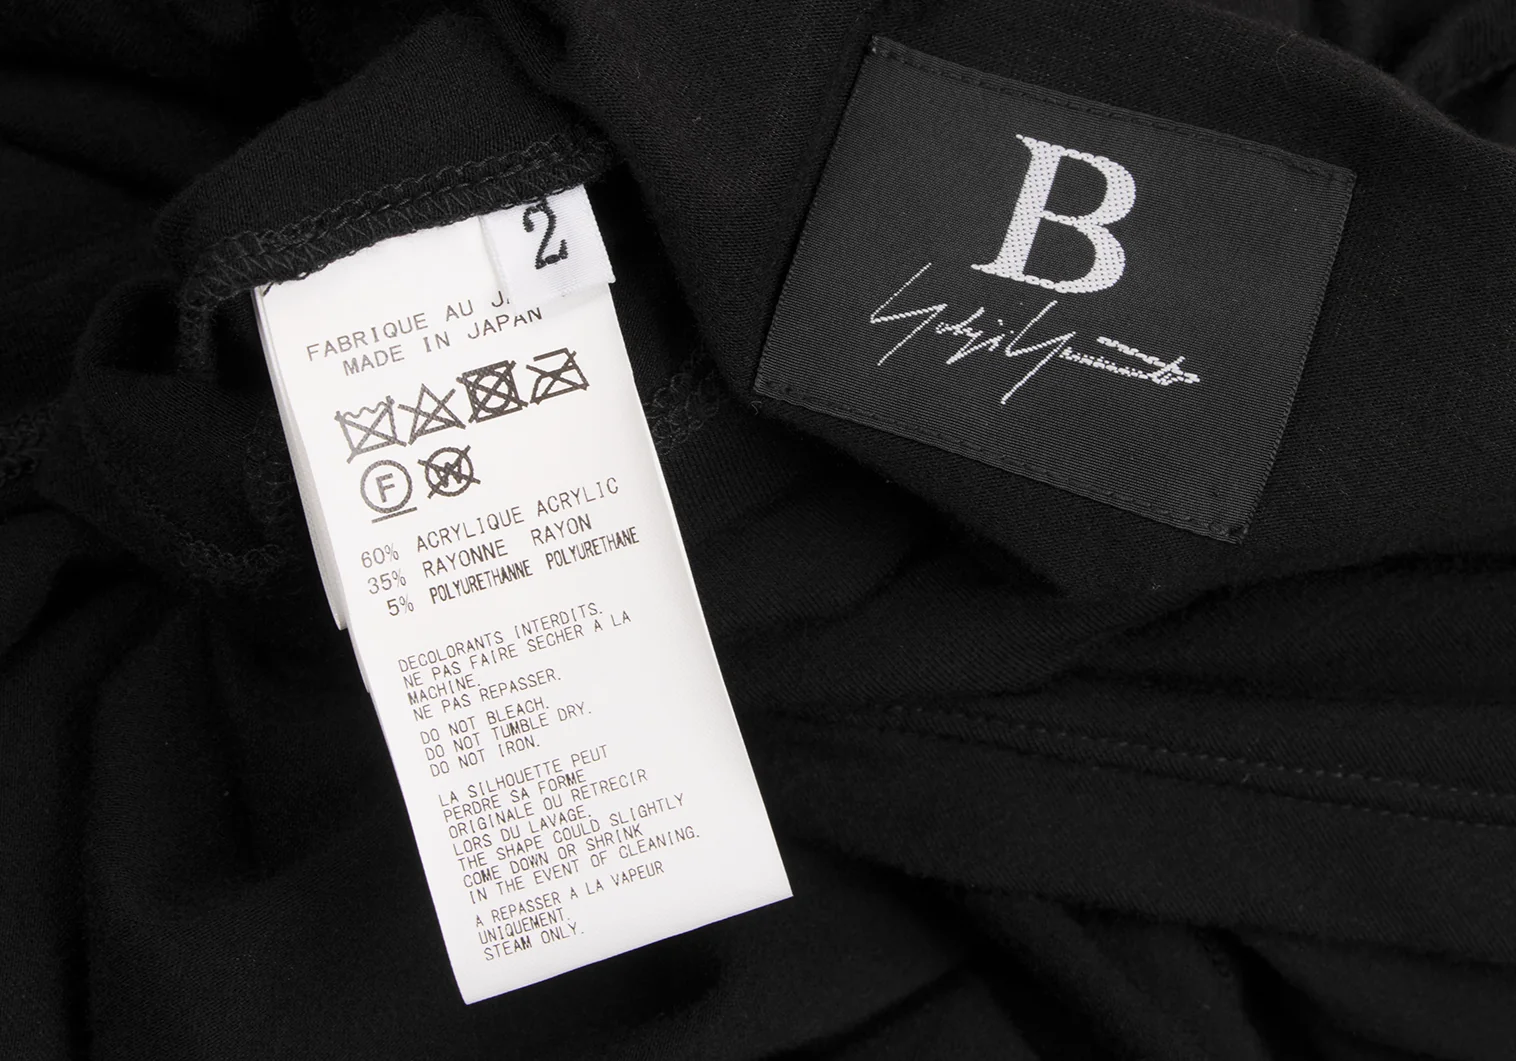 2
FABRIQUE AU J
MADE IN JAPAN
F
W
60% ACRYLIQUE ACRYLIC
35% RAYONNE RAYON
5% POLYURETHANNE POLYURETHANE
DECOLORANTS INTERDITS.
NE PAS FAIRE SECHER A LA
MACHINE.
NE PAS REPASSER.
DO NOT BLEACH.
DO NOT TUMBLE DRY.
DO NOT IRON.
LA SILHOUETTE PEUT
PERDRE SA FORME
ORIGINALE OU RETRECIR
LORS DU LAVAGE.
THE SHAPE COULD SLIGHTLY
COME DOWN OR SHRINK
IN THE EVENT OF CLEANING.
A REPASSER A LA VAPEUR
UNIQUEMENT.
STEAM ONLY.
B
Yohji Yamamoto